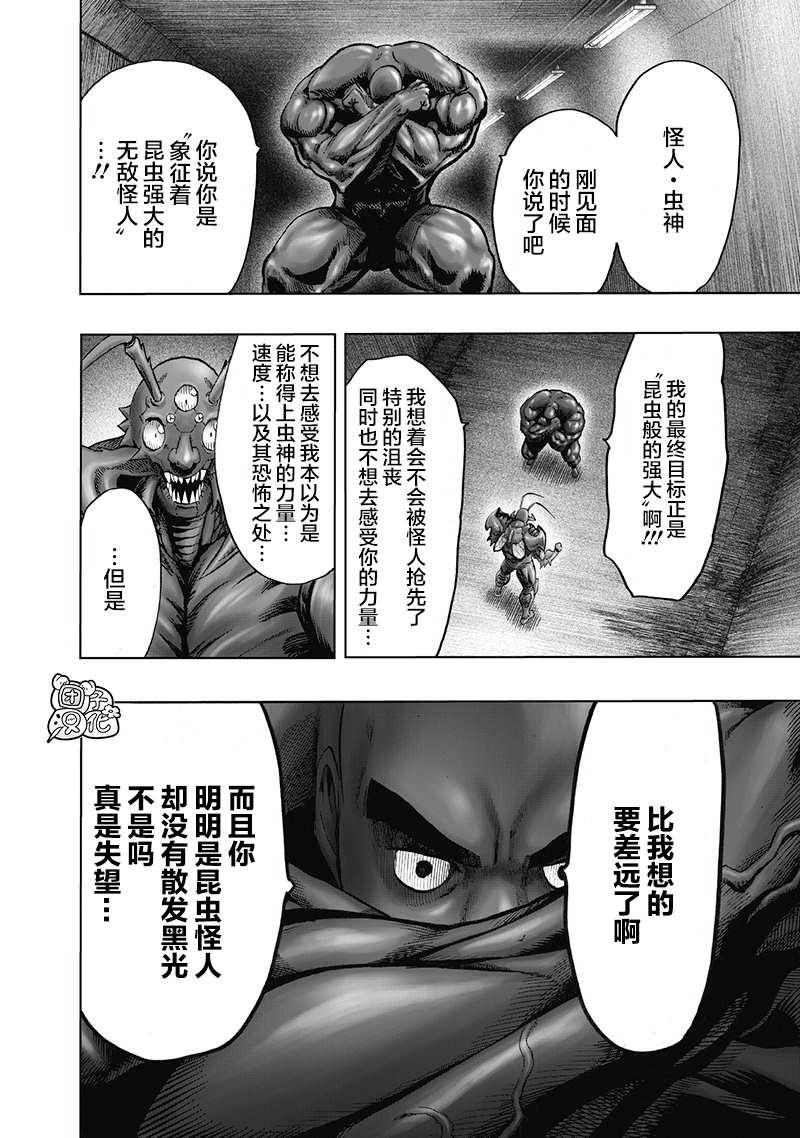 怪人·虫神
刚见面
的时候
你说了吧
你说是
“象征着
昆虫强大的
无敌怪人”
…!!
我的最终目标正是
“昆虫般的强大”啊!!!
我想着会不会被怪人抢先了
特别的沮丧
同时也不想去感受你的力量…
不想去感受我本以为是
能称得上虫神的力量…
速度…以及其恐怖之处…
…但是
比我想的
要差远了啊
而且你
明明是昆虫怪人
却没有散发黑光
不是吗
真是失望…
团子
汉化